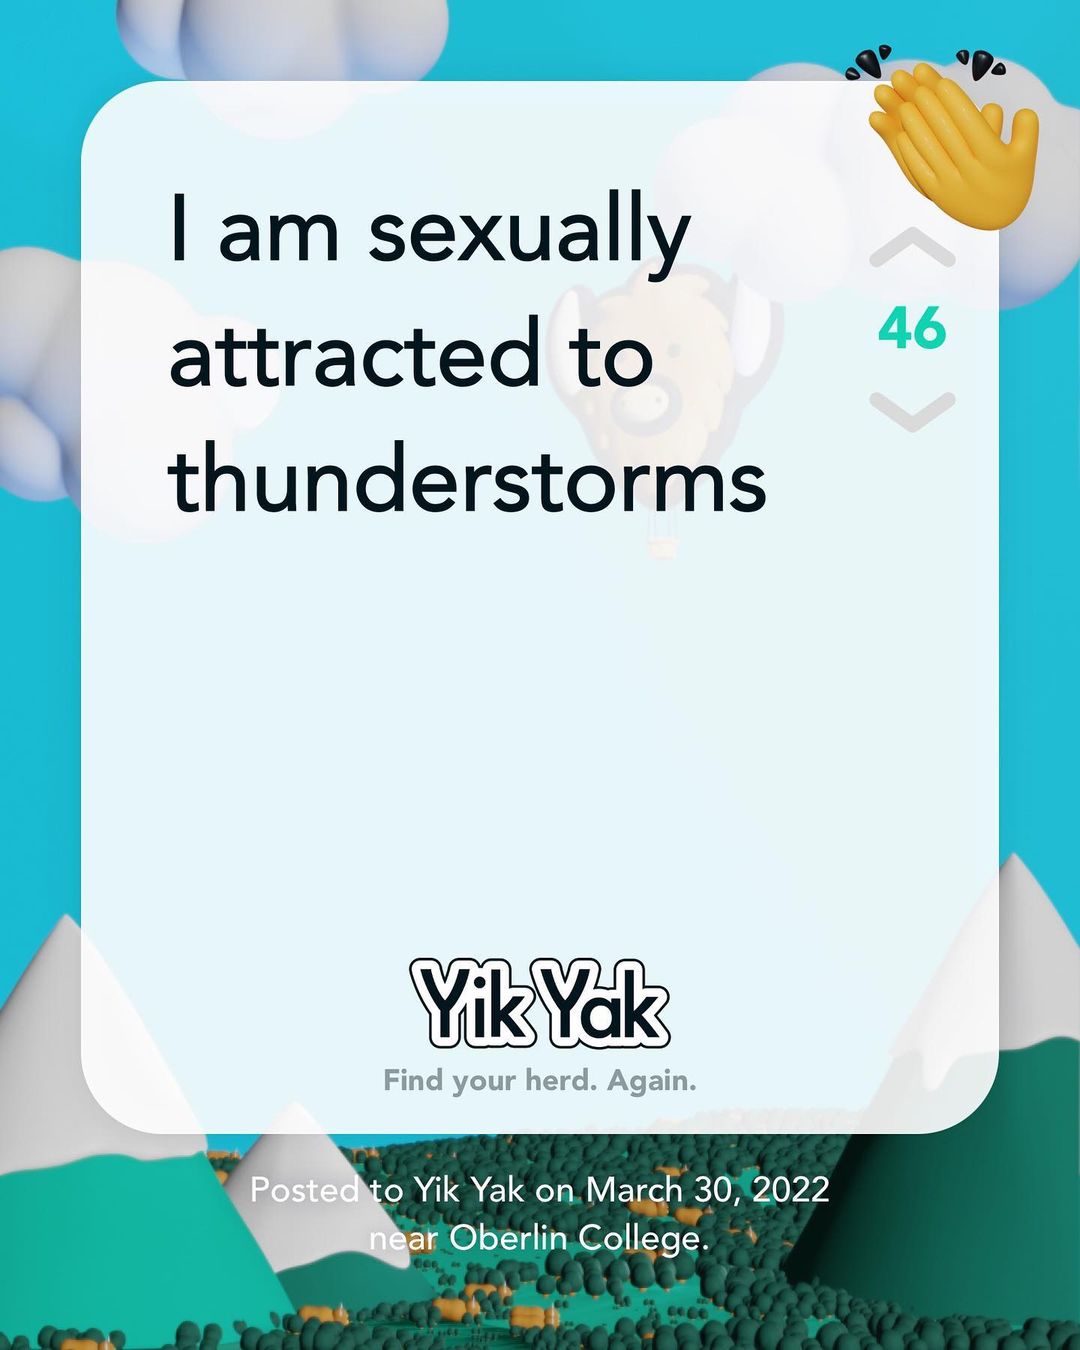 I am sexually
attracted to
thunderstorms
46
Yik Yak
Find your herd. Again.
Posted to Yik Yak on March 30, 2022
near Oberlin College.